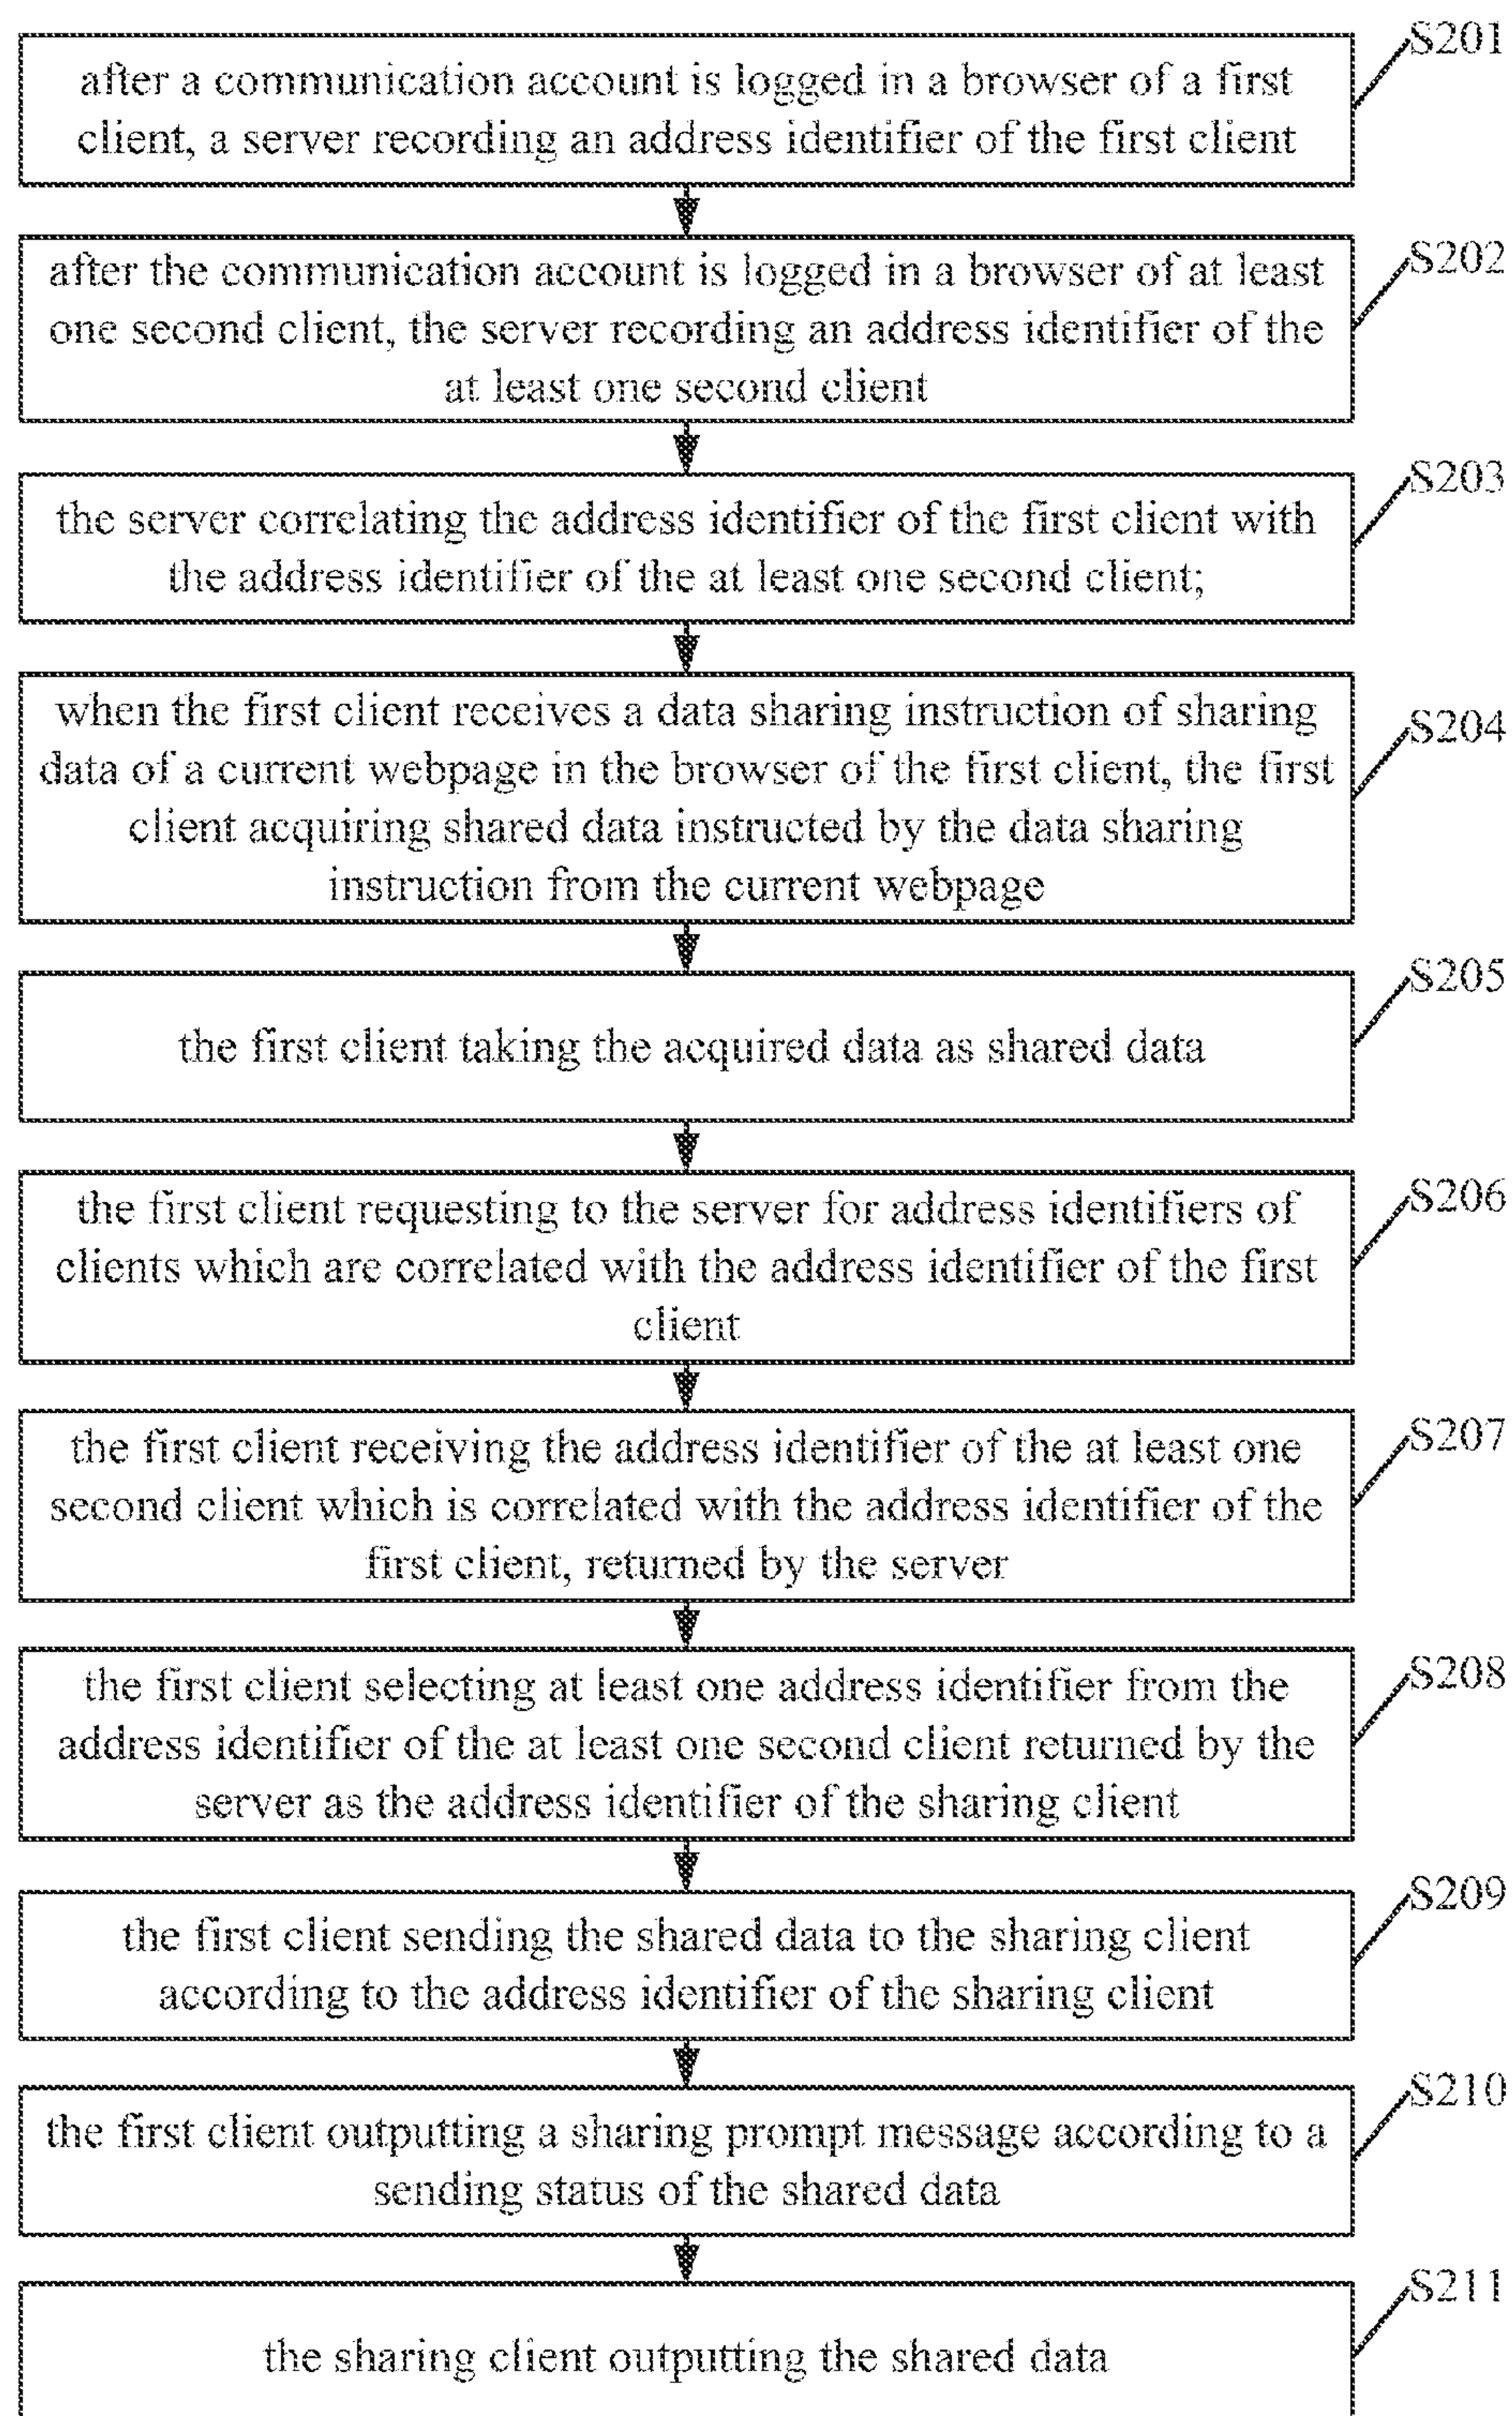 S201
after a communication account is logged in a browser of a first
client, a server recording an address identifier of the first client
S202
after the communication account is logged in a browser of at least
one second client, the server recording an address identifier of the
at least one second client
S203
the server correlating the address identifier of the first client with
the address identifier of the at least one second client;
S204
when the first client receives a data sharing instruction of sharing
data of a current webpage in the browser of the first client, the first
client acquiring shared data instructed by the data sharing
instruction from the current webpage
S205
the first client taking the acquired data as shared data
S206
the first client requesting to the server for address identifiers of
clients which are correlated with the address identifier of the first
client
S207
the first client receiving the address identifier of the at least one
second client which is correlated with the address identifier of the
first client, returned by the server
S208
the first client selecting at least one address identifier from the
address identifier of the at least one second client returned by the
server as the address identifier of the sharing client
S209
the first client sending the shared data to the sharing client
according to the address identifier of the sharing client
S210
the first client outputting a sharing prompt message according to a
sending status of the shared data
S211
the sharing client outputting the shared data